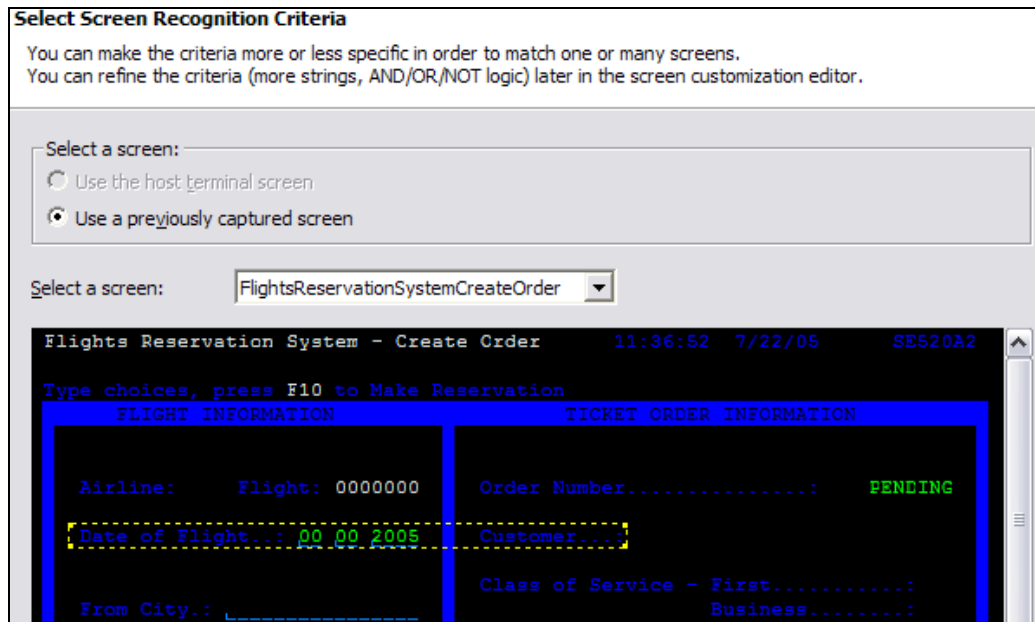 Select Screen Recognition Criteria
You can make the criteria more or less specific in order to match one or many screens.
You can refine the criteria (more strings, AND/OR/NOT logic) later in the screen customization editor.
Select a screen:
Use the host terminal screen
Use a previously captured screen
Select a screen: FlightsReservationSystemCreateOrder
Flights Reservation System - Create Order 11:36:52 7/22/05 SE520A2
Type choices, press F10 to Make Reservation
FLIGHT INFORMATION TICKET ORDER INFORMATION
Airline: Flight: 0000000 Order Number...............: PENDING
Date of Flight..: 00 00 2005 Customer...:
Class of Service - First...........:
From City.: Business........: